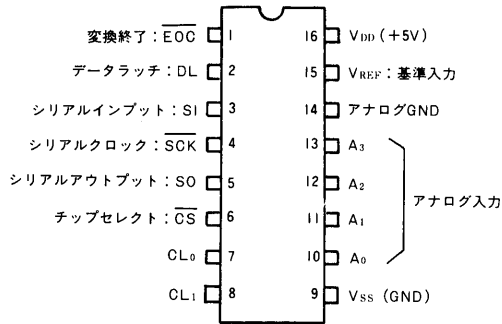 変換終了:EOC 1 16 VDD (+5V)
データラッチ:DL 2 15 VREF:基準入力
シリアルインプット:SI 3 14 アナログGND
シリアルクロック:SCK 4 13 A3
シリアルアウトプット:SO 5 12 A2
アナログ入力
チップセレクト:CS 6 11 A1
CL0 7 10 A0
CL1 8 9 VSS (GND)